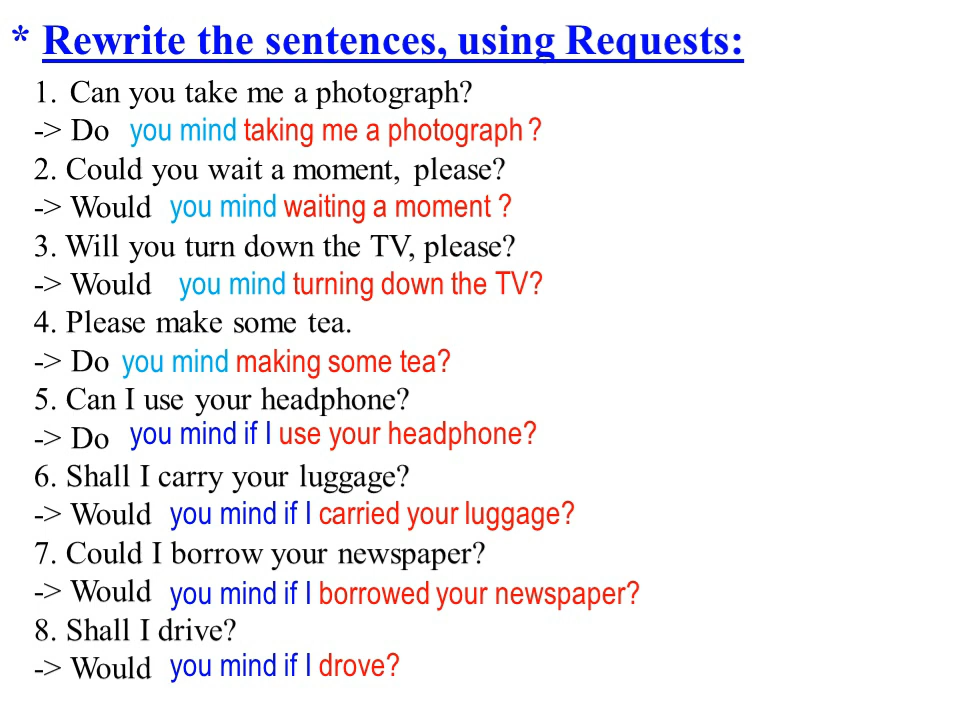 * Rewrite the sentences, using Requests:
1. Can you take me a photograph?
-> Do you mind taking me a photograph ?
2. Could you wait a moment, please?
-> Would you mind waiting a moment ?
3. Will you turn down the TV, please?
-> Would you mind turning down the TV?
4. Please make some tea.
-> Do you mind making some tea?
5. Can I use your headphone?
-> Do you mind if I use your headphone?
6. Shall I carry your luggage?
-> Would you mind if I carried your luggage?
7. Could I borrow your newspaper?
-> Would you mind if I borrowed your newspaper?
8. Shall I drive?
-> Would you mind if I drove?